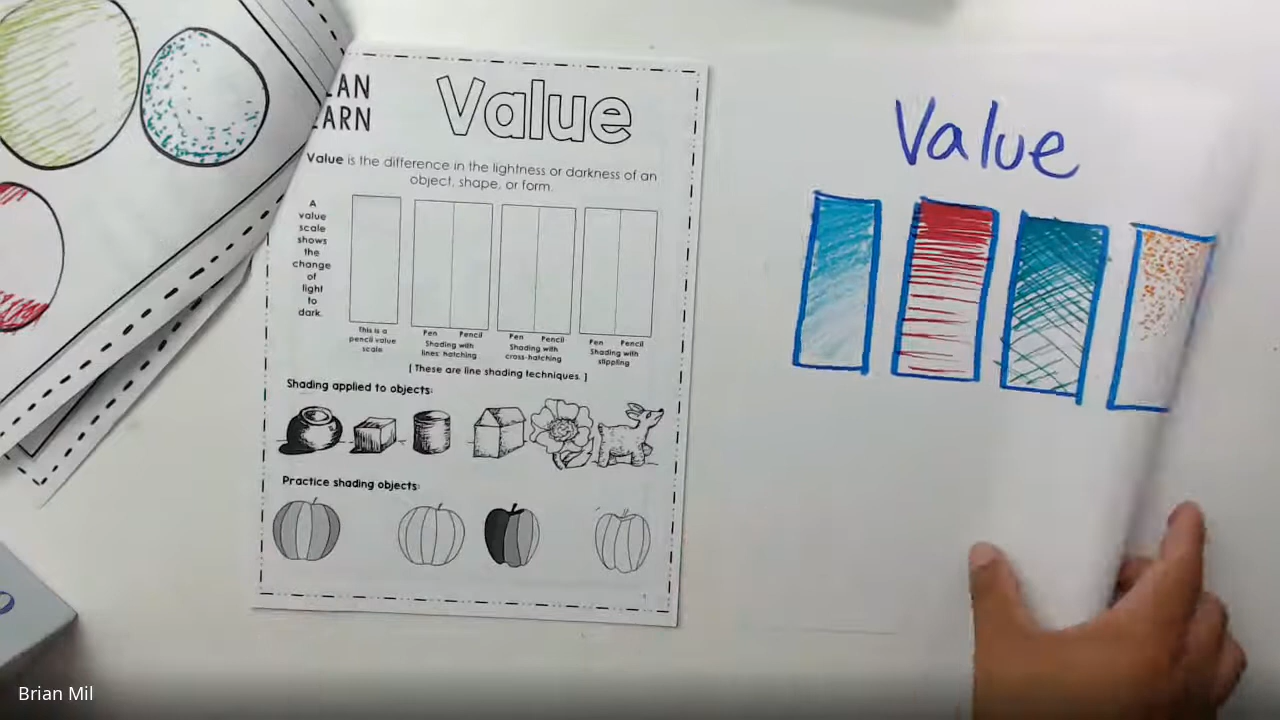 Value
Value is the difference in the lightness or darkness of an
object, shape, or form.
A
value
scale
shows
the
change
of
light
to
dark.
This is a
pencil value
scale
Pen Pencil
Shading with
lines: hatching
Pen Pencil
Shading with
cross-hatching
Pen Pencil
Shading with
stippling
[ These are line shading techniques. ]
Shading applied to objects:
Practice shading objects:
Value
Brian Mil